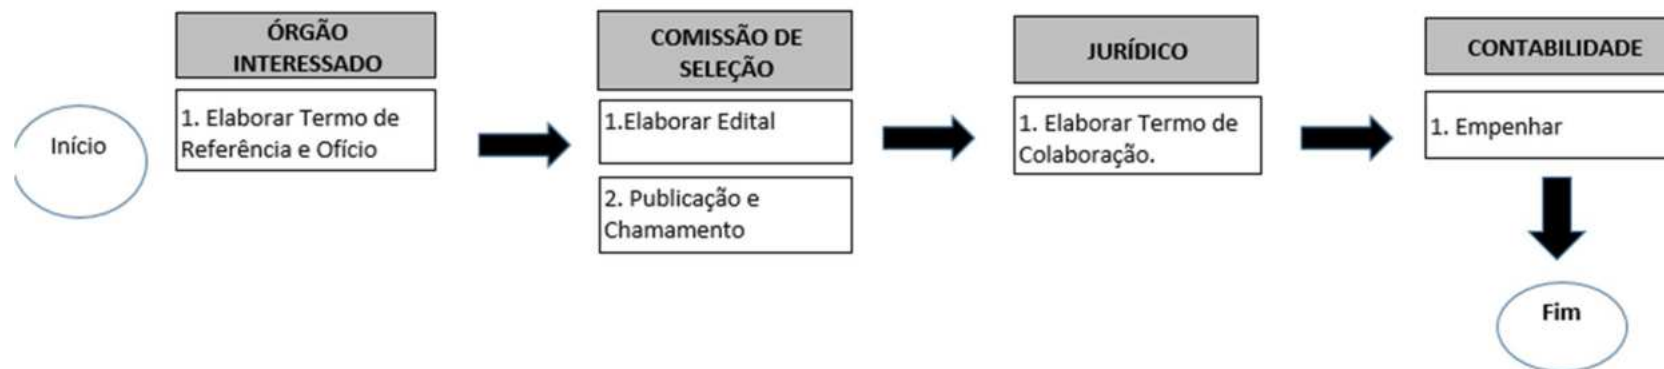 Início
ÓRGÃO
INTERESSADO
1. Elaborar Termo de
Referência e Ofício
COMISSÃO DE
SELEÇÃO
1.Elaborar Edital
2. Publicação e
Chamamento
JURÍDICO
1. Elaborar Termo de
Colaboração.
CONTABILIDADE
1. Empenhar
Fim